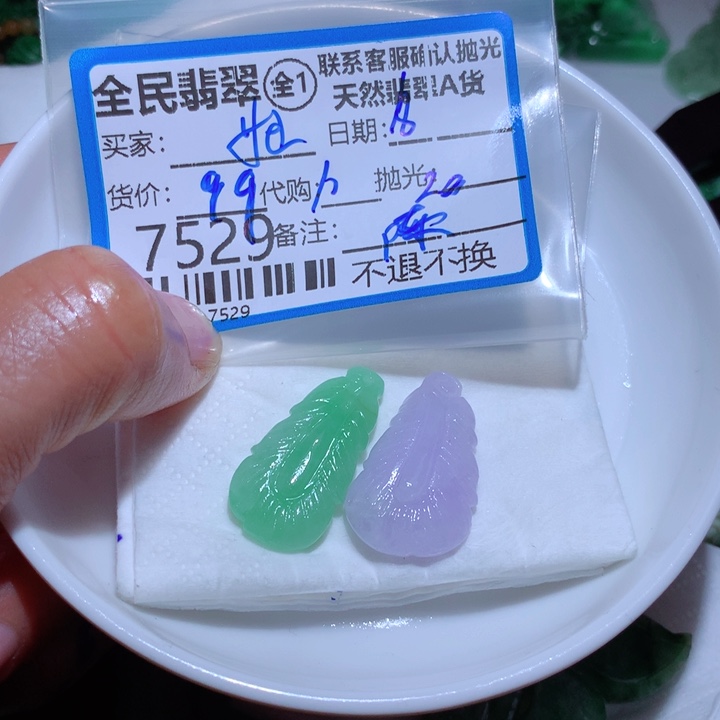 全民翡翠 全1 联系客服确认抛光
天然翡翠A货
买家: 日期:
货价: 99 代购 抛光 20
7529 备注:
不退不换
7529